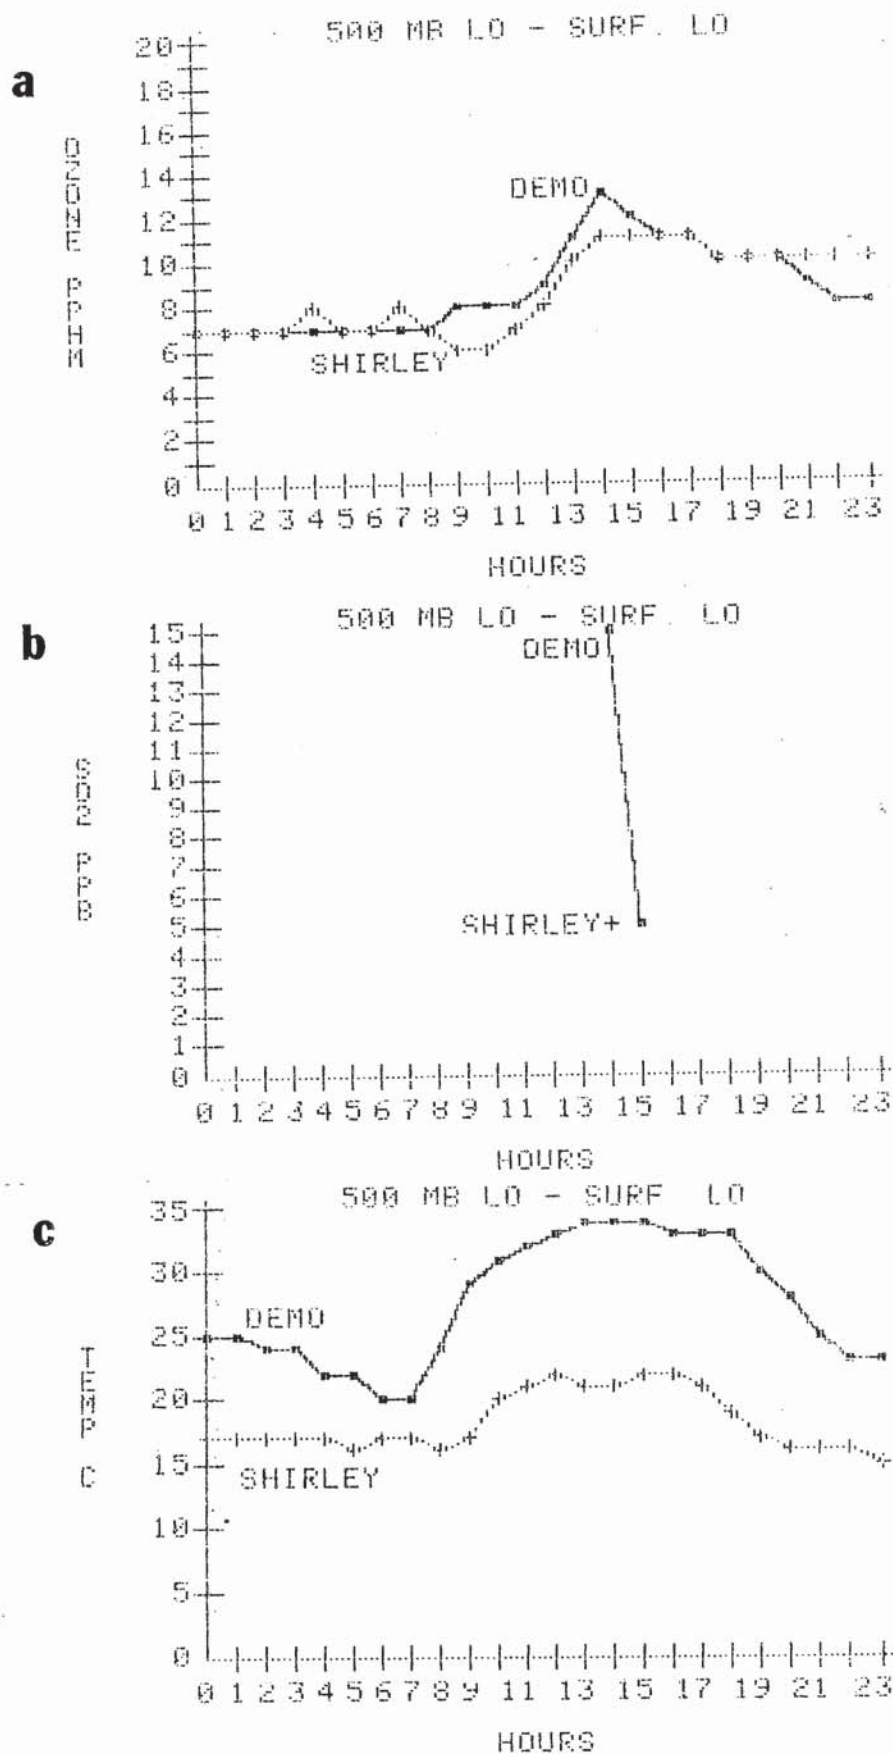 a
500 MB LO - SURF. LO
OZONE PPHM
20
18
16
14
12
10
8
6
4
2
0
DEMO
SHIRLEY
0 1 2 3 4 5 6 7 8 9 11 13 15 17 19 21 23
HOURS
b
500 MB LO - SURF. LO
SO2 PPB
15
14
13
12
11
10
9
8
7
6
5
4
3
2
1
0
DEMO
SHIRLEY+
0 1 2 3 4 5 6 7 8 9 11 13 15 17 19 21 23
HOURS
c
500 MB LO - SURF LO
TEMP C
35
30
25
20
15
10
5
0
DEMO
SHIRLEY
0 1 2 3 4 5 6 7 8 9 11 13 15 17 19 21 23
HOURS